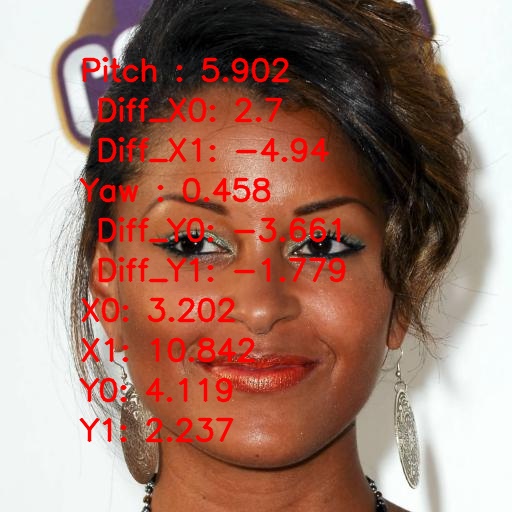 Pitch : 5.902
Diff_X0: 2.7
Diff_X1: -4.94
Yaw : 0.458
Diff_Y0: -3.661
Diff_Y1: -1.779
X0: 3.202
X1: 10.842
Y0: 4.119
Y1: 2.237